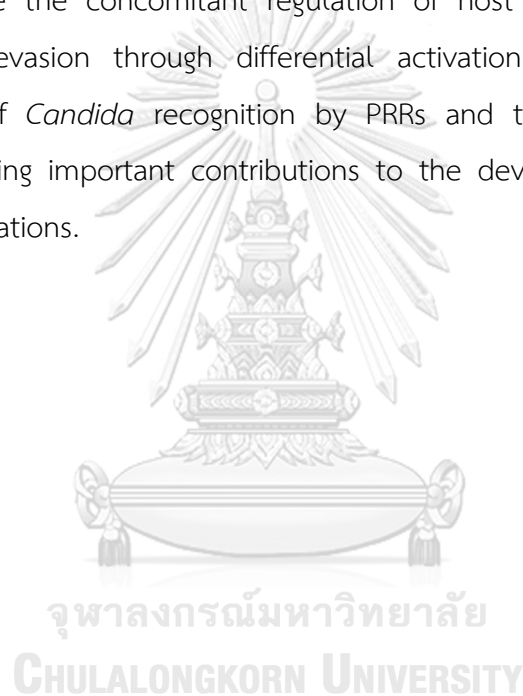 e the concomitant regulation of host
evasion through differential activation
f Candida recognition by PRRs and t
ing important contributions to the dev
ations.
จุฬาลงกรณ์มหาวิทยาลัย
CHULALONGKORN UNIVERSITY